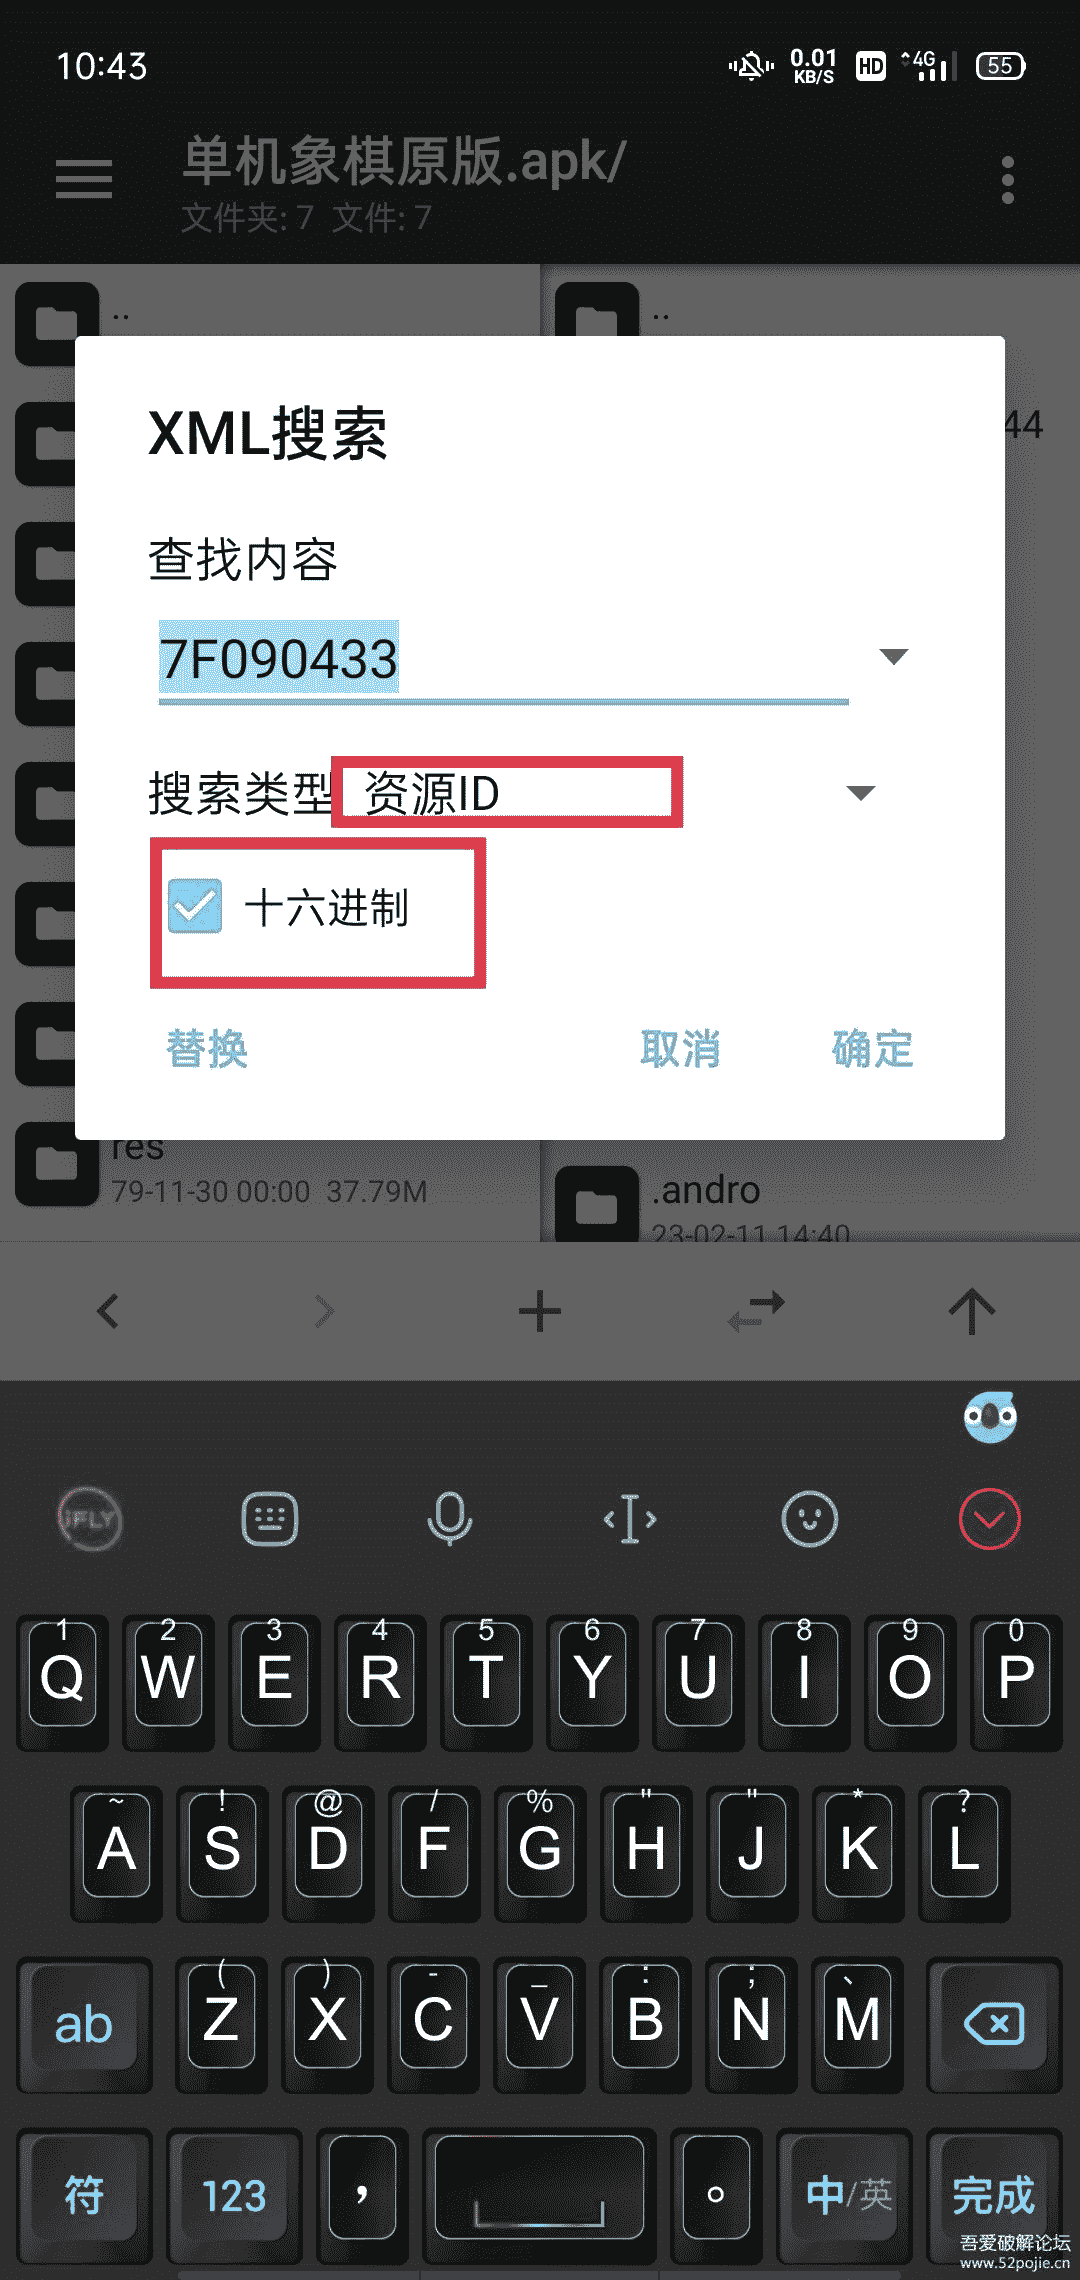 10:43
0.01 KB/S HD 4G 55
单机象棋原版.apk/
文件夹: 7 文件: 7
..
..
44
XML搜索
查找内容
7F090433
搜索类型 资源ID
十六进制
替换 取消 确定
res
79-11-30 00:00 37.79M
.andro
23-02-11 14:40
iFLY
1 2 3 4 5 6 7 8 9 0
Q W E R T Y U I O P
~ ! @ / % " " * ?
A S D F G H J K L
( ) - _ : ; 、
ab Z X C V B N M
符 123 , 。 中/英 完成
吾爱破解论坛
www.52pojie.cn